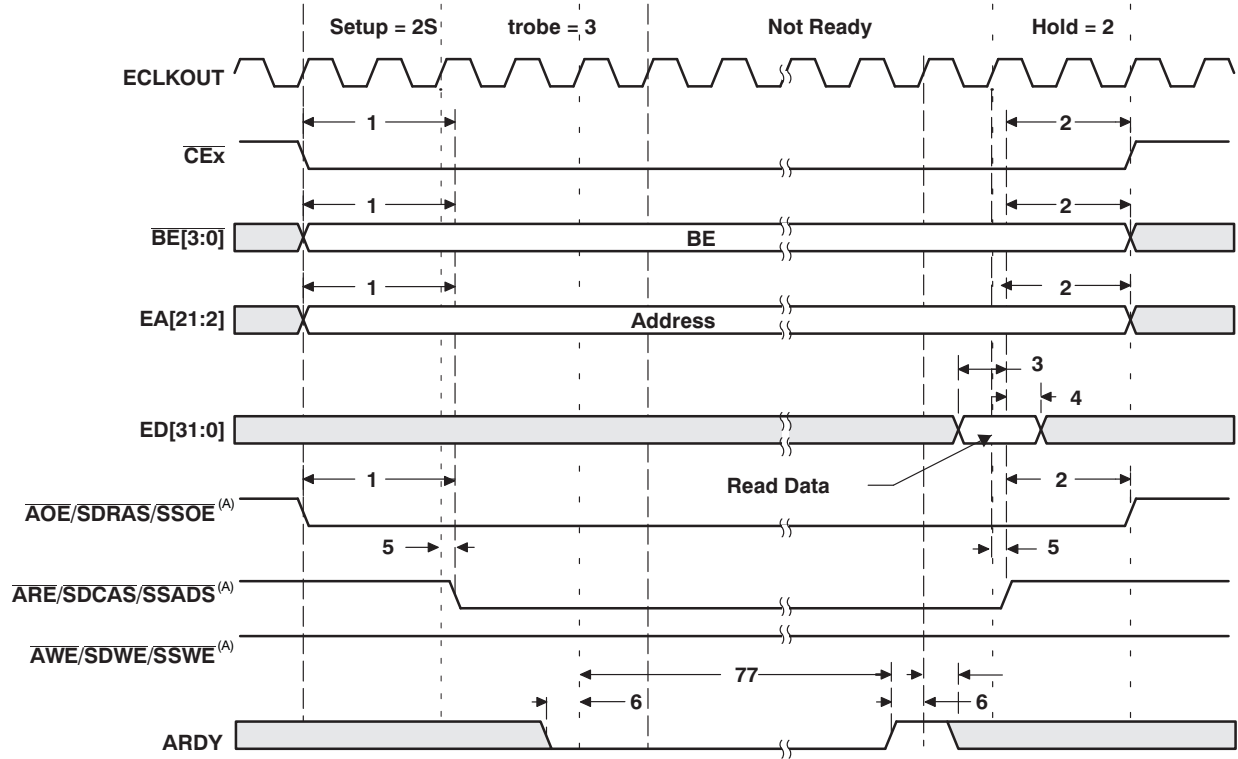 Setup = 2S trobe = 3 Not Ready Hold = 2
ECLKOUT
1 2
CEx
1 2
BE[3:0] BE
1 2
EA[21:2] Address
3
4
ED[31:0]
1 Read Data 2
AOE/SDRAS/SSOE(A)
5 5
ARE/SDCAS/SSADS(A)
AWE/SDWE/SSWE(A)
77
6 6
ARDY